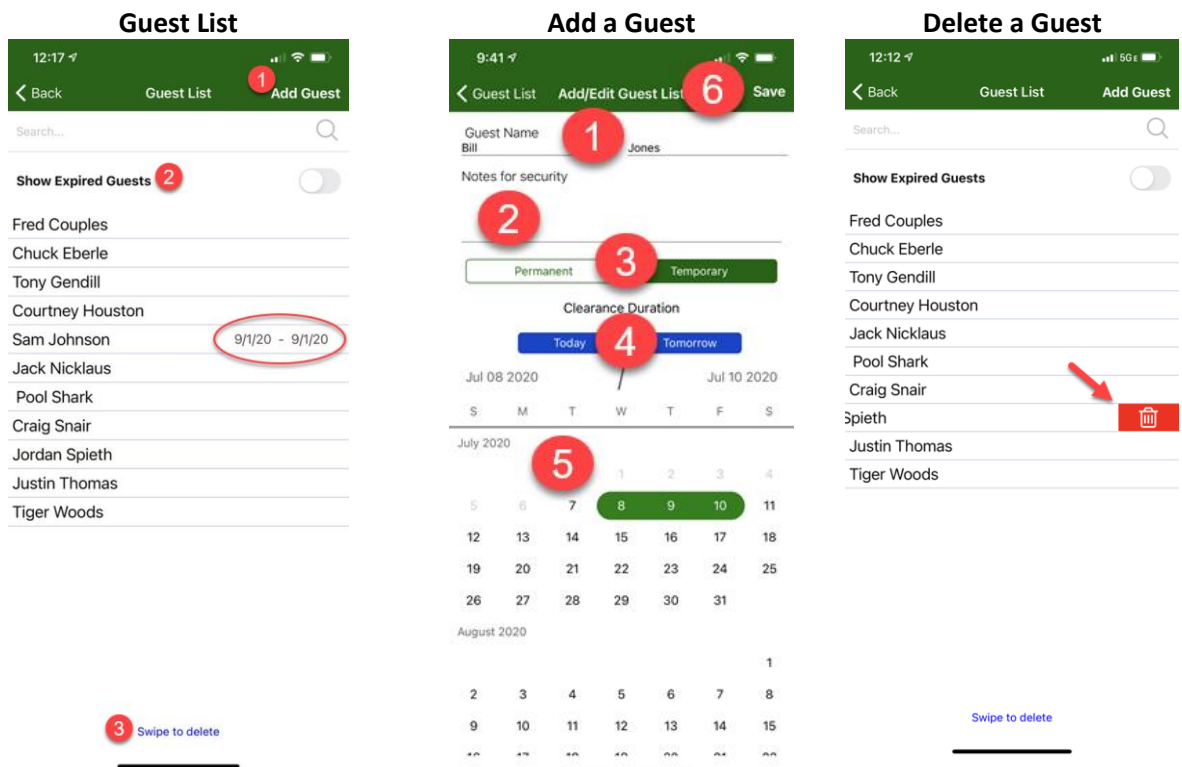 Guest List
12:17
1
Back Guest List Add Guest
Search...
Show Expired Guests 2
Fred Couples
Chuck Eberle
Tony Gendill
Courtney Houston
Sam Johnson 9/1/20 - 9/1/20
Jack Nicklaus
Pool Shark
Craig Snair
Jordan Spieth
Justin Thomas
Tiger Woods
3 Swipe to delete
Add a Guest
9:41
Guest List Add/Edit Guest List 6 Save
Guest Name
Bill 1 Jones
Notes for security
2
Permanent 3 Temporary
Clearance Duration
Today 4 Tomorrow
Jul 08 2020 Jul 10 2020
S M T W T F S
July 2020
5
1 2 3 4
5 6 7 8 9 10 11
12 13 14 15 16 17 18
19 20 21 22 23 24 25
26 27 28 29 30 31
August 2020
1
2 3 4 5 6 7 8
9 10 11 12 13 14 15
Delete a Guest
12:12 5GE
Back Guest List Add Guest
Search...
Show Expired Guests
Fred Couples
Chuck Eberle
Tony Gendill
Courtney Houston
Jack Nicklaus
Pool Shark
Craig Snair
Spieth
Justin Thomas
Tiger Woods
Swipe to delete